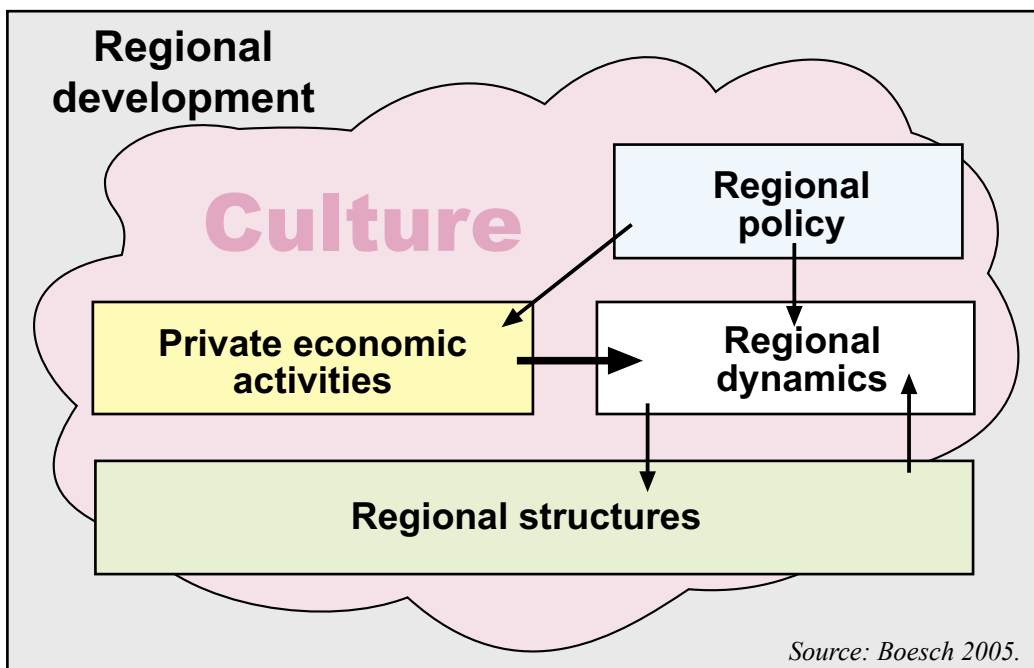 Regional
development
Culture
Regional
policy
Private economic
activities
Regional
dynamics
Regional structures
Source: Boesch 2005.